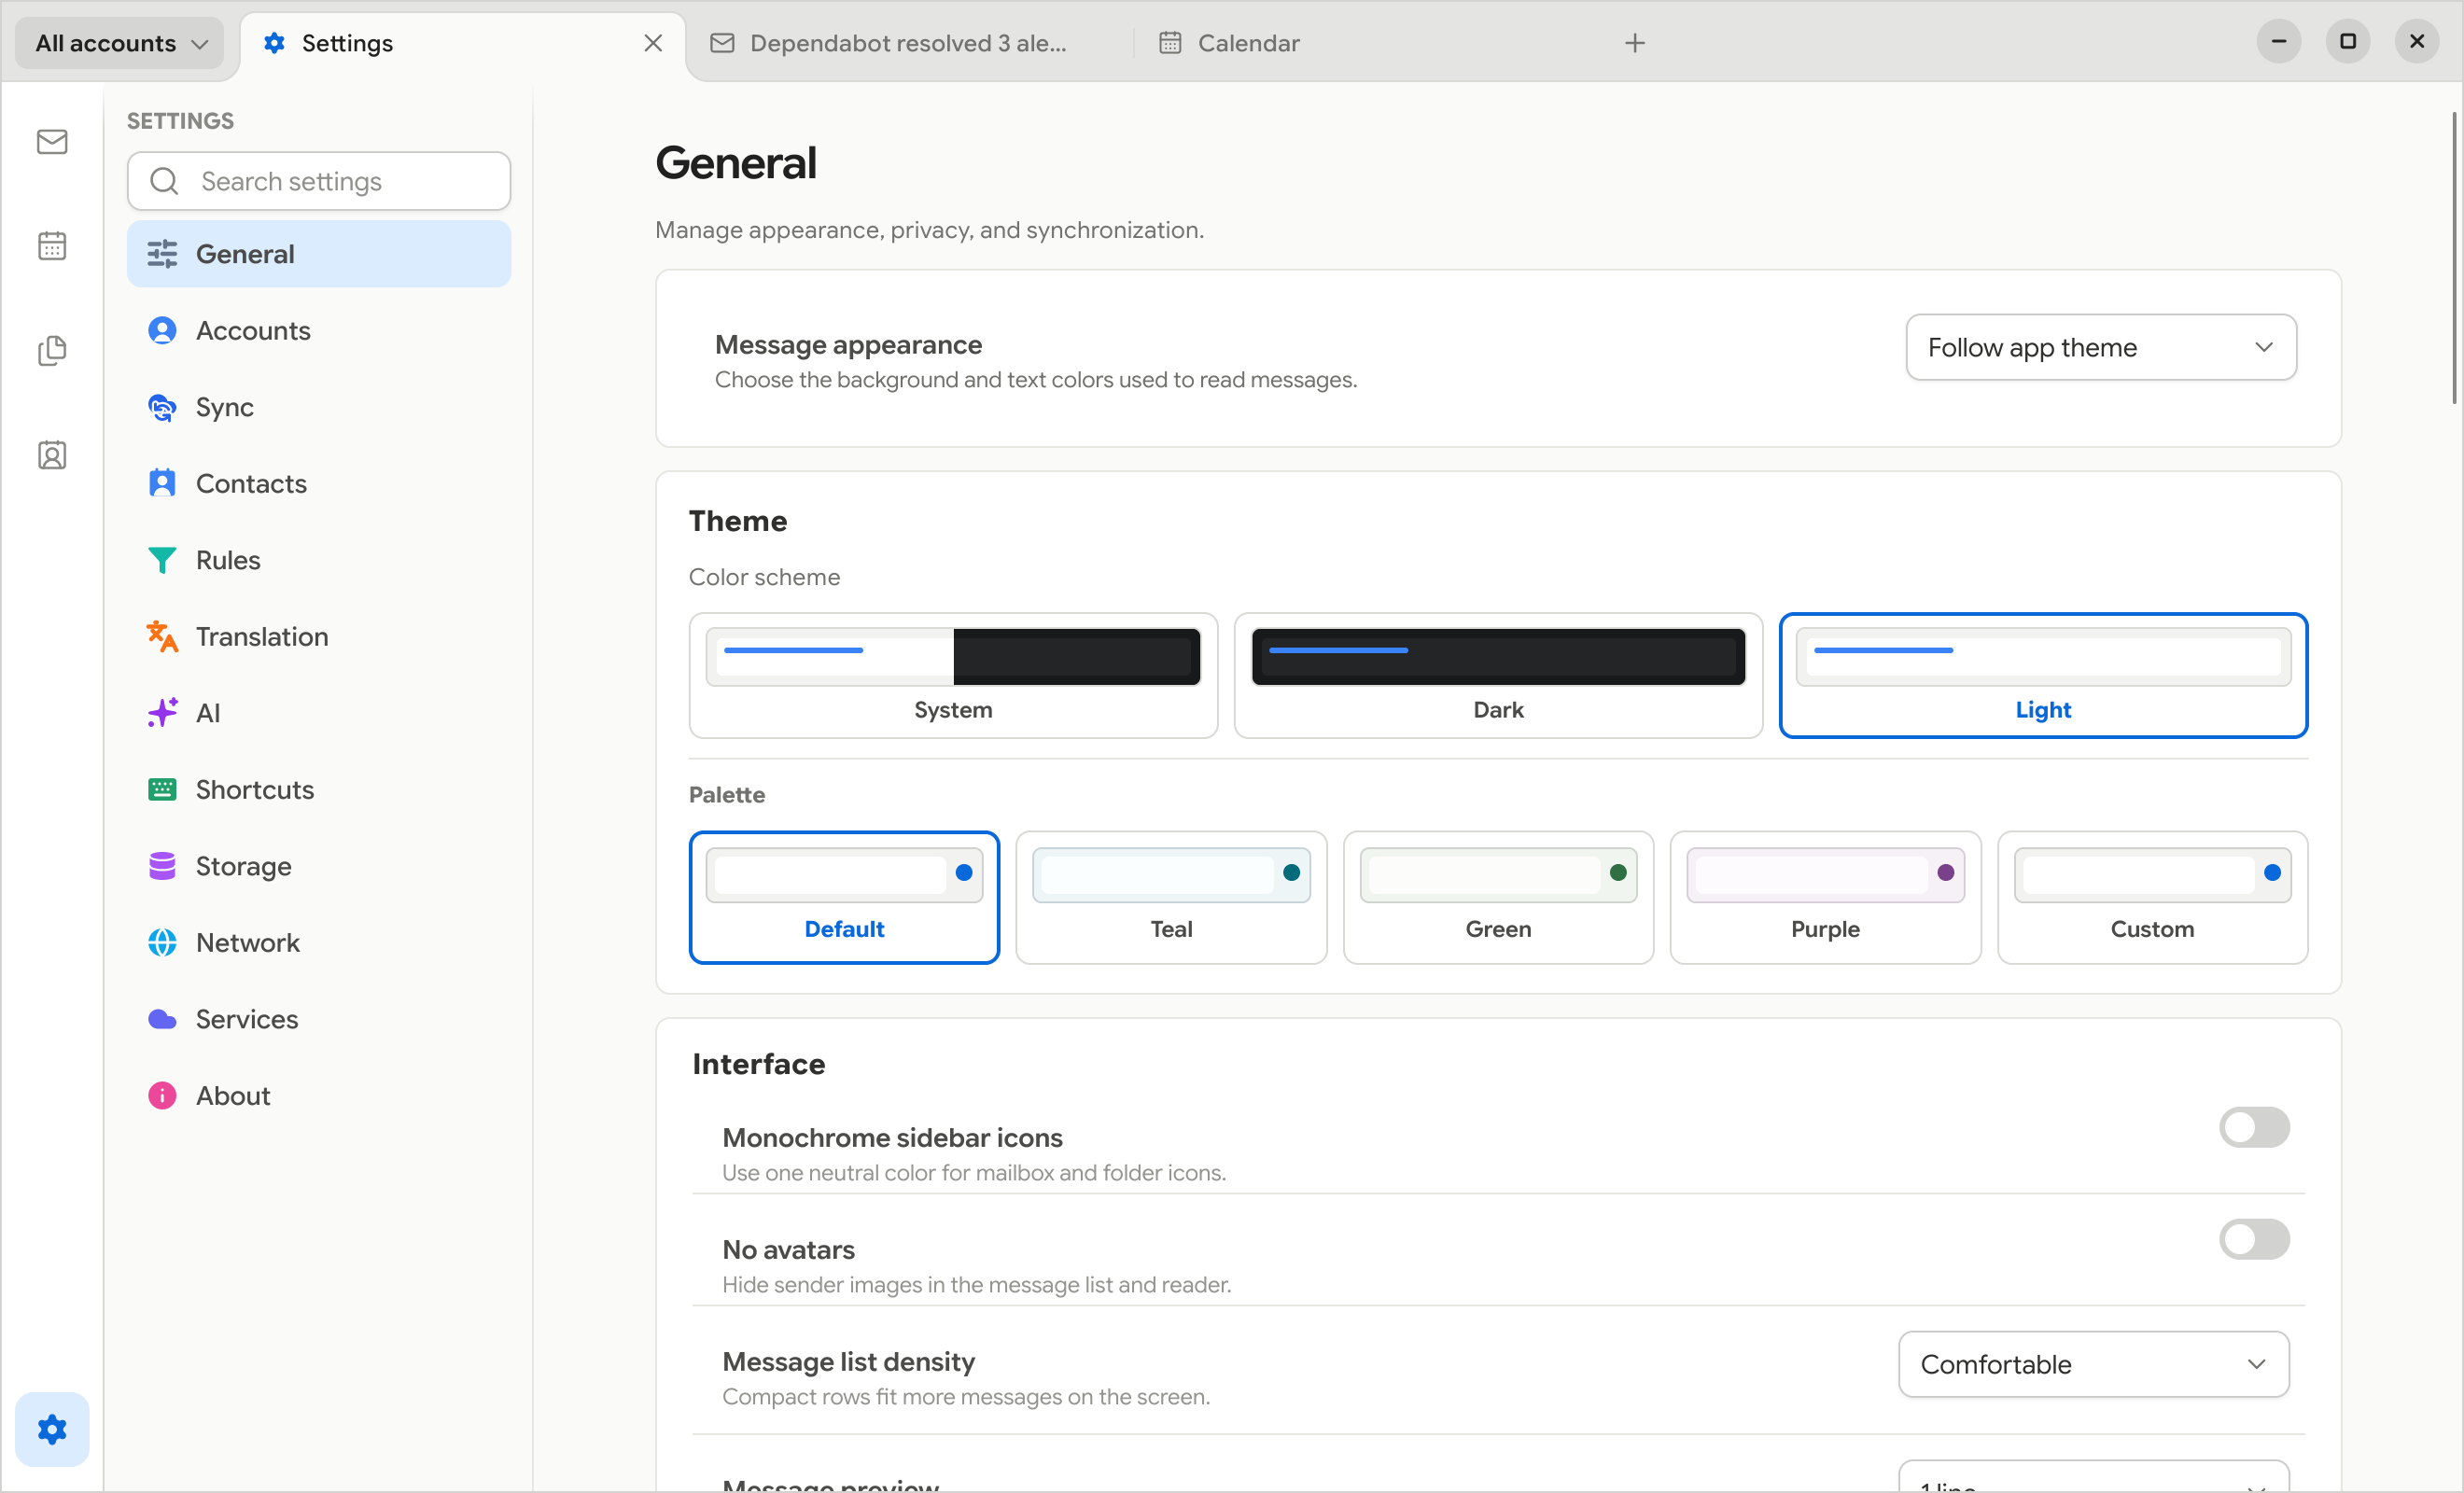 All accounts
Settings
Dependabot resolved 3 ale...
Calendar
SETTINGS
Search settings
General
Accounts
Sync
Contacts
Rules
Translation
AI
Shortcuts
Storage
Network
Services
About
General
Manage appearance, privacy, and synchronization.
Message appearance
Choose the background and text colors used to read messages.
Follow app theme
Theme
Color scheme
System
Dark
Light
Palette
Default
Teal
Green
Purple
Custom
Interface
Monochrome sidebar icons
Use one neutral color for mailbox and folder icons.
No avatars
Hide sender images in the message list and reader.
Message list density
Compact rows fit more messages on the screen.
Comfortable
Message preview
1 line